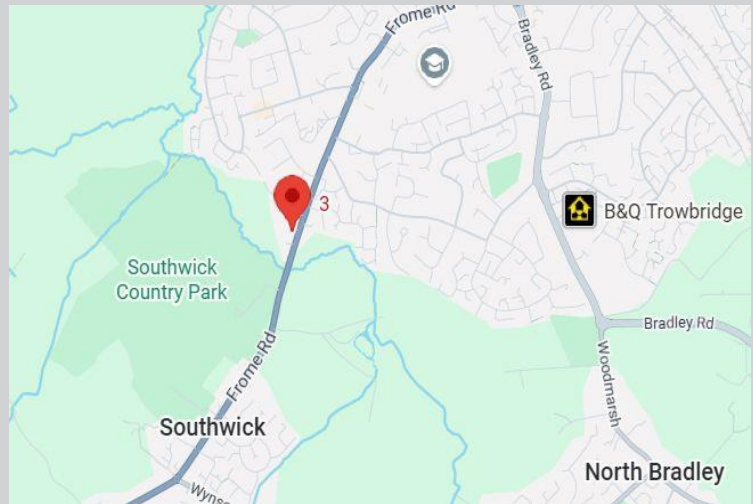 Frome Rd
Bradley Rd
3
B&Q Trowbridge
Southwick
Country Park
Bradley Rd
Frome Rd
Woodmarsh
Southwick
North Bradley